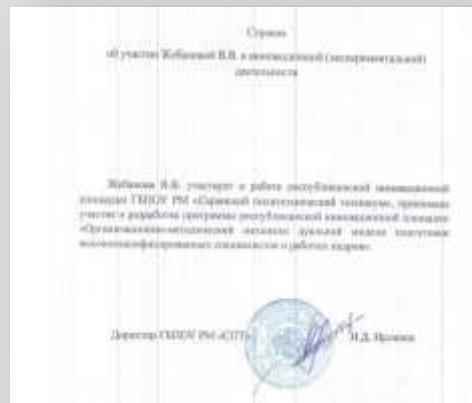 Справка
об участии Жебановой В.В. в инновационной (экспериментальной)
деятельности
Жебанова В.В. участвует в работе республиканской инновационной
площадки ГБПОУ РМ «Саранский политехнический техникум», принимала
участие в разработке программы республиканской инновационной площадки
«Организационно-методический механизм дуальной модели подготовки
высококвалифицированных специалистов и рабочих кадров».
Директор ГБПОУ РМ «СПТ» Н.Д.